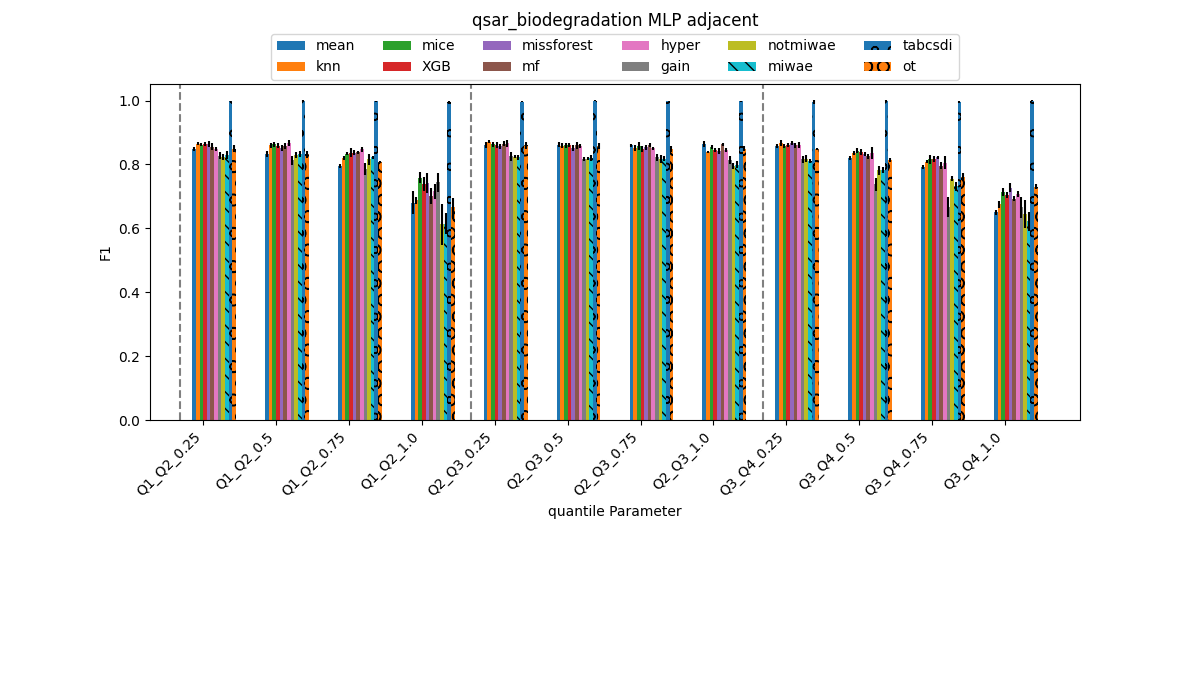 qsar_biodegradation MLP adjacent
mean mice missforest hyper notmiwae tabcsdi
knn XGB mf gain miwae ot
1.0
0.8
0.6
0.4
0.2
0.0
F1
Q1_Q2_0.25
Q1_Q2_0.5
Q1_Q2_0.75
Q1_Q2_1.0
Q2_Q3_0.25
Q2_Q3_0.5
Q2_Q3_0.75
Q2_Q3_1.0
Q3_Q4_0.25
Q3_Q4_0.5
Q3_Q4_0.75
Q3_Q4_1.0
quantile Parameter